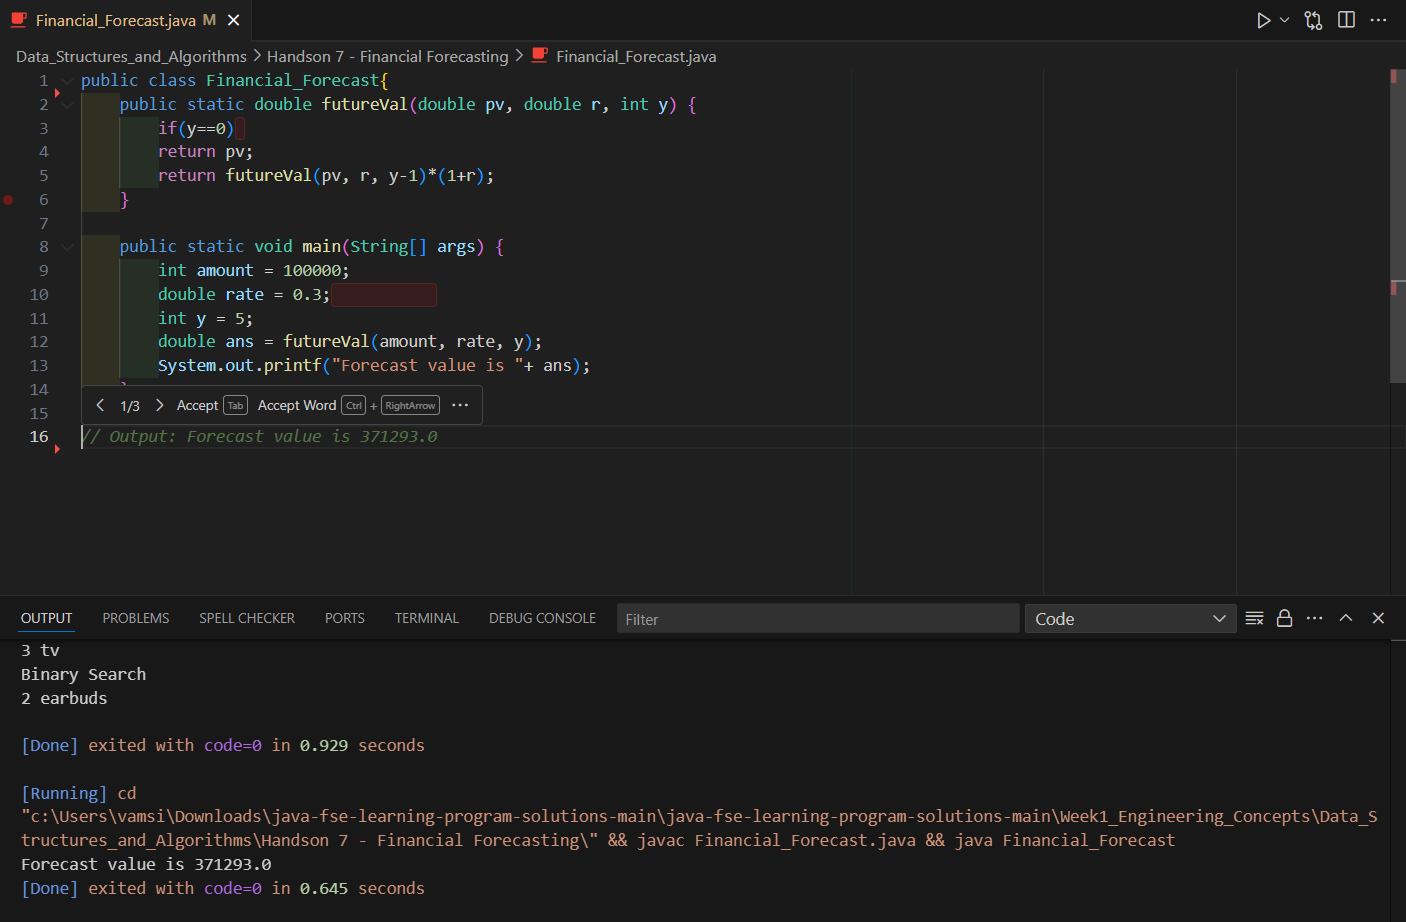 Financial_Forecast.java M
Data_Structures_and_Algorithms > Handson 7 - Financial Forecasting > Financial_Forecast.java
1 public class Financial_Forecast{
2 public static double futureVal(double pv, double r, int y) {
3 if(y==0)
4 return pv;
5 return futureVal(pv, r, y-1)*(1+r);
6 }
7
8 public static void main(String[] args) {
9 int amount = 100000;
10 double rate = 0.3;
11 int y = 5;
12 double ans = futureVal(amount, rate, y);
13 System.out.printf("Forecast value is "+ ans);
14
1/3 Accept Tab Accept Word Ctrl + RightArrow
15
16 // Output: Forecast value is 371293.0
OUTPUT PROBLEMS SPELL CHECKER PORTS TERMINAL DEBUG CONSOLE Filter Code
3 tv
Binary Search
2 earbuds
[Done] exited with code=0 in 0.929 seconds
[Running] cd
"c:\Users\vamsi\Downloads\java-fse-learning-program-solutions-main\java-fse-learning-program-solutions-main\Week1_Engineering_Concepts\Data_S
tructures_and_Algorithms\Handson 7 - Financial Forecasting\" && javac Financial_Forecast.java && java Financial_Forecast
Forecast value is 371293.0
[Done] exited with code=0 in 0.645 seconds